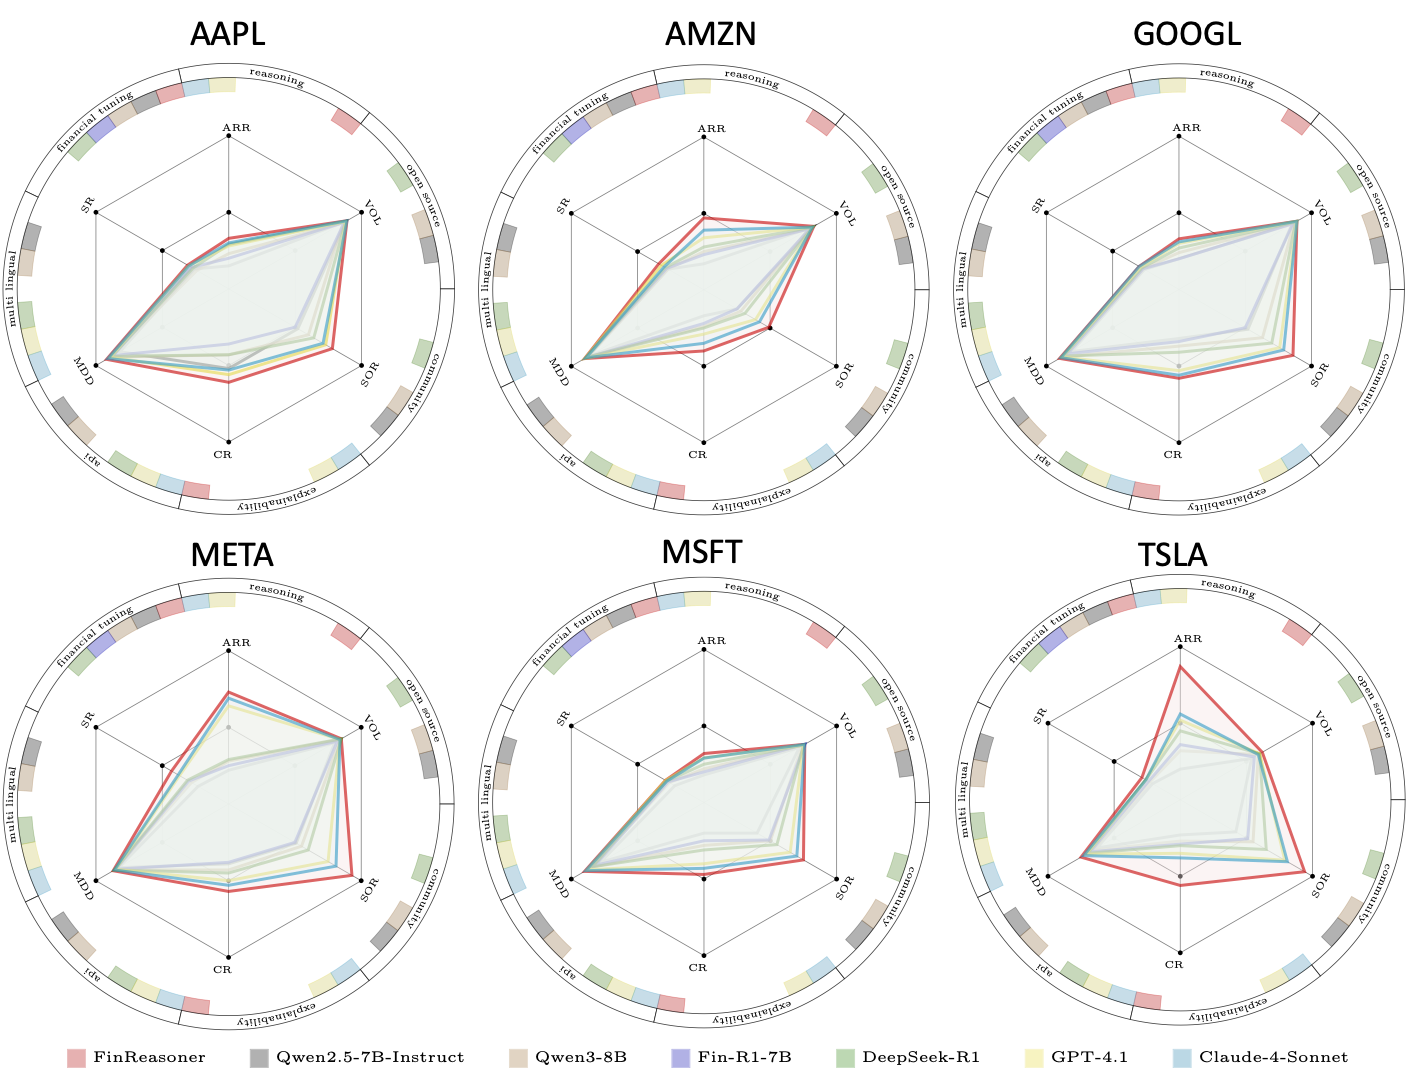 AAPL
AMZN
GOOGL
reasoning
financial tuning
open source
multi lingual
community
api
explainability
ARR
VOL
SOR
CR
MDD
SR
reasoning
financial tuning
open source
multi lingual
community
api
explainability
ARR
VOL
SOR
CR
MDD
SR
reasoning
financial tuning
open source
multi lingual
community
api
explainability
ARR
VOL
SOR
CR
MDD
SR
META
MSFT
TSLA
reasoning
financial tuning
open source
multi lingual
community
api
explainability
ARR
VOL
SOR
CR
MDD
SR
reasoning
financial tuning
open source
multi lingual
community
api
explainability
ARR
VOL
SOR
CR
MDD
SR
reasoning
financial tuning
open source
multi lingual
community
api
explainability
ARR
VOL
SOR
CR
MDD
SR
FinReasoner
Qwen2.5-7B-Instruct
Qwen3-8B
Fin-R1-7B
DeepSeek-R1
GPT-4.1
Claude-4-Sonnet